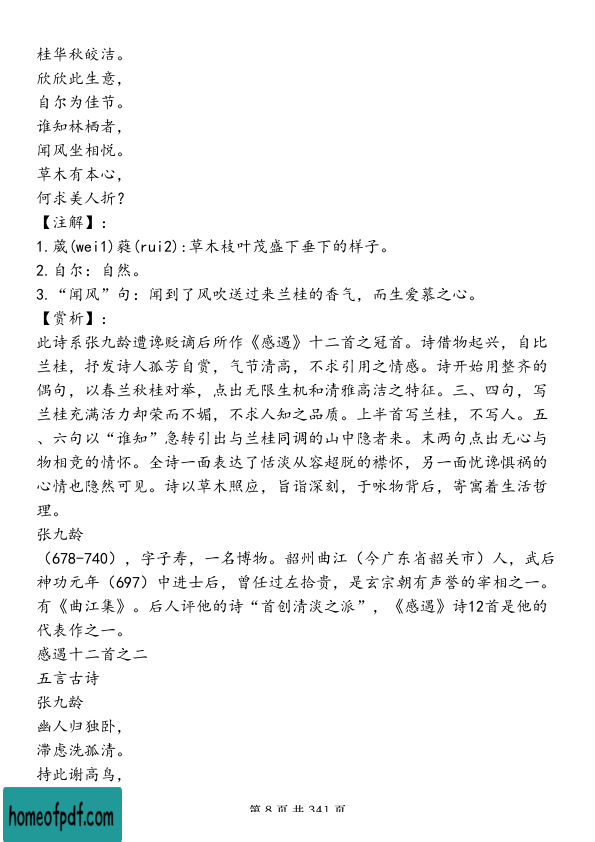 桂华秋皎洁。
欣欣此生意，
自尔为佳节。
谁知林栖者，
闻风坐相悦。
草木有本心，
何求美人折？
【注解】：
1.葳(wei1)蕤(rui2):草木枝叶茂盛下垂下的样子。
2.自尔：自然。
3.“闻风”句：闻到了风吹送过来兰桂的香气，而生爱慕之心。
【赏析】：
此诗系张九龄遭谗贬谪后所作《感遇》十二首之冠首。诗借物起兴，自比
兰桂，抒发诗人孤芳自赏，气节清高，不求引用之情感。诗开始用整齐的
偶句，以春兰秋桂对举，点出无限生机和清雅高洁之特征。三、四句，写
兰桂充满活力却荣而不媚，不求人知之品质。上半首写兰桂，不写人。五
、六句以“谁知”急转引出与兰桂同调的山中隐者来。末两句点出无心与
物相竞的情怀。全诗一面表达了恬淡从容超脱的襟怀，另一面忧谗惧祸的
心情也隐然可见。诗以草木照应，旨诣深刻，于咏物背后，寄寓着生活哲
理。
张九龄
（678-740），字子寿，一名博物。韶州曲江（今广东省韶关市）人，武后
神功元年（697）中进士后，曾任过左拾贵，是玄宗朝有声誉的宰相之一。
有《曲江集》。后人评他的诗“首创清淡之派”，《感遇》诗12首是他的
代表作之一。
感遇十二首之二
五言古诗
张九龄
幽人归独卧，
滞虑洗孤清。
持此谢高鸟，
第 8 页 共 341 页
homeofpdf.com